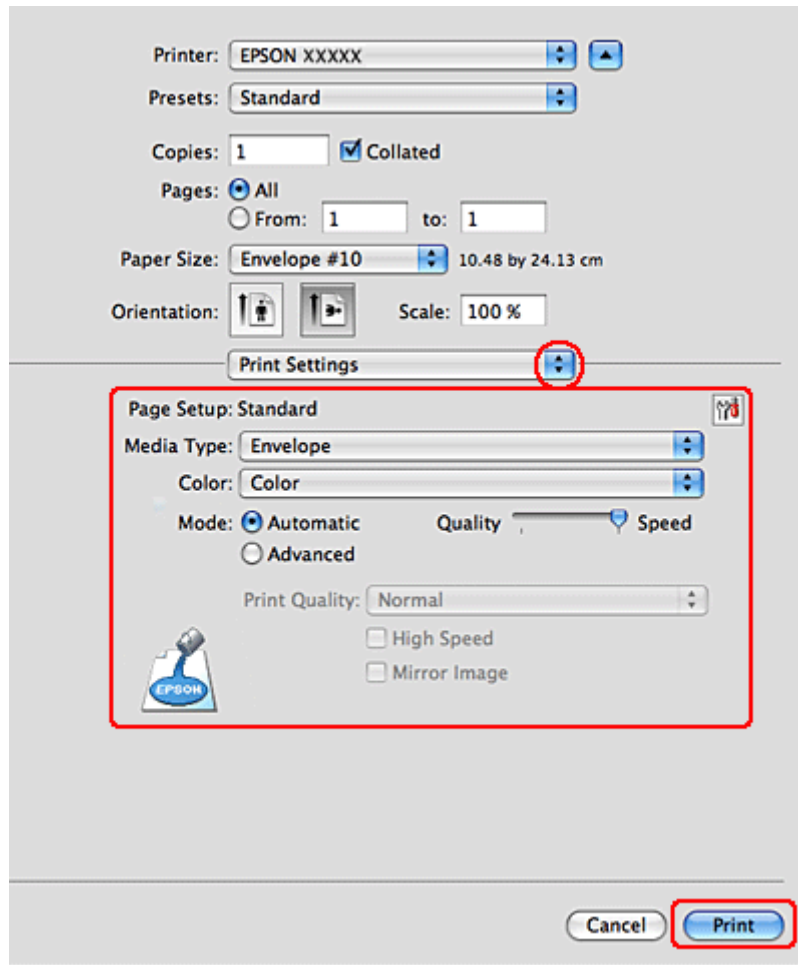 Printer: EPSON XXXXX
Presets: Standard
Copies: 1 Collated
Pages: All
From: 1 to: 1
Paper Size: Envelope #10 10.48 by 24.13 cm
Orientation: Scale: 100 %
Print Settings
Page Setup: Standard
Media Type: Envelope
Color: Color
Mode: Automatic Quality Speed
Advanced
Print Quality: Normal
High Speed
Mirror Image
EPSON
Cancel Print